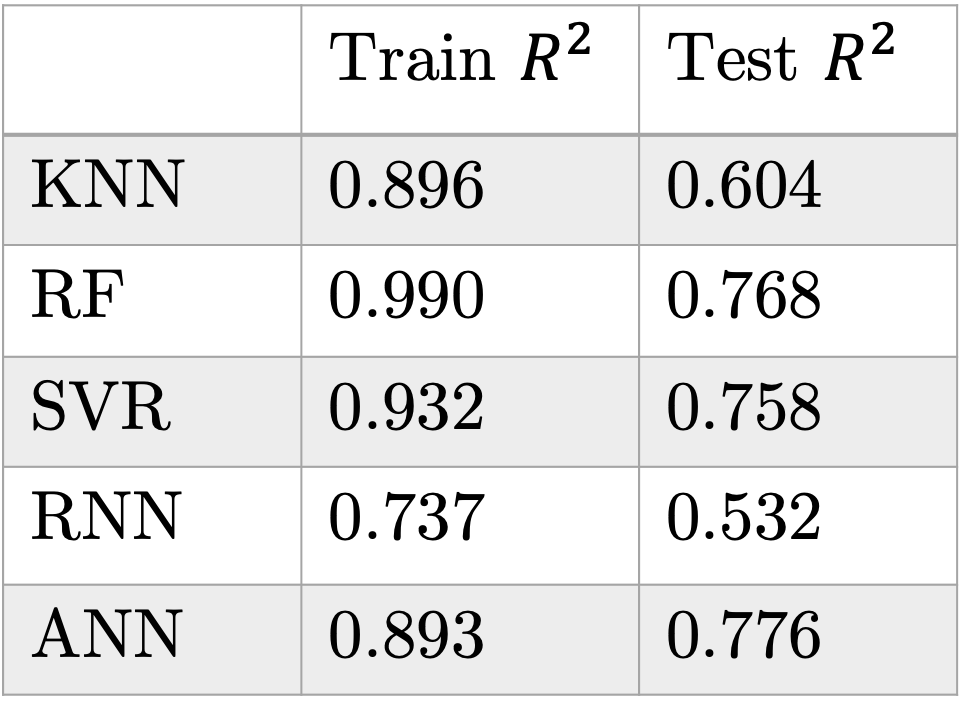 Train R² Test R²
KNN 0.896 0.604
RF 0.990 0.768
SVR 0.932 0.758
RNN 0.737 0.532
ANN 0.893 0.776